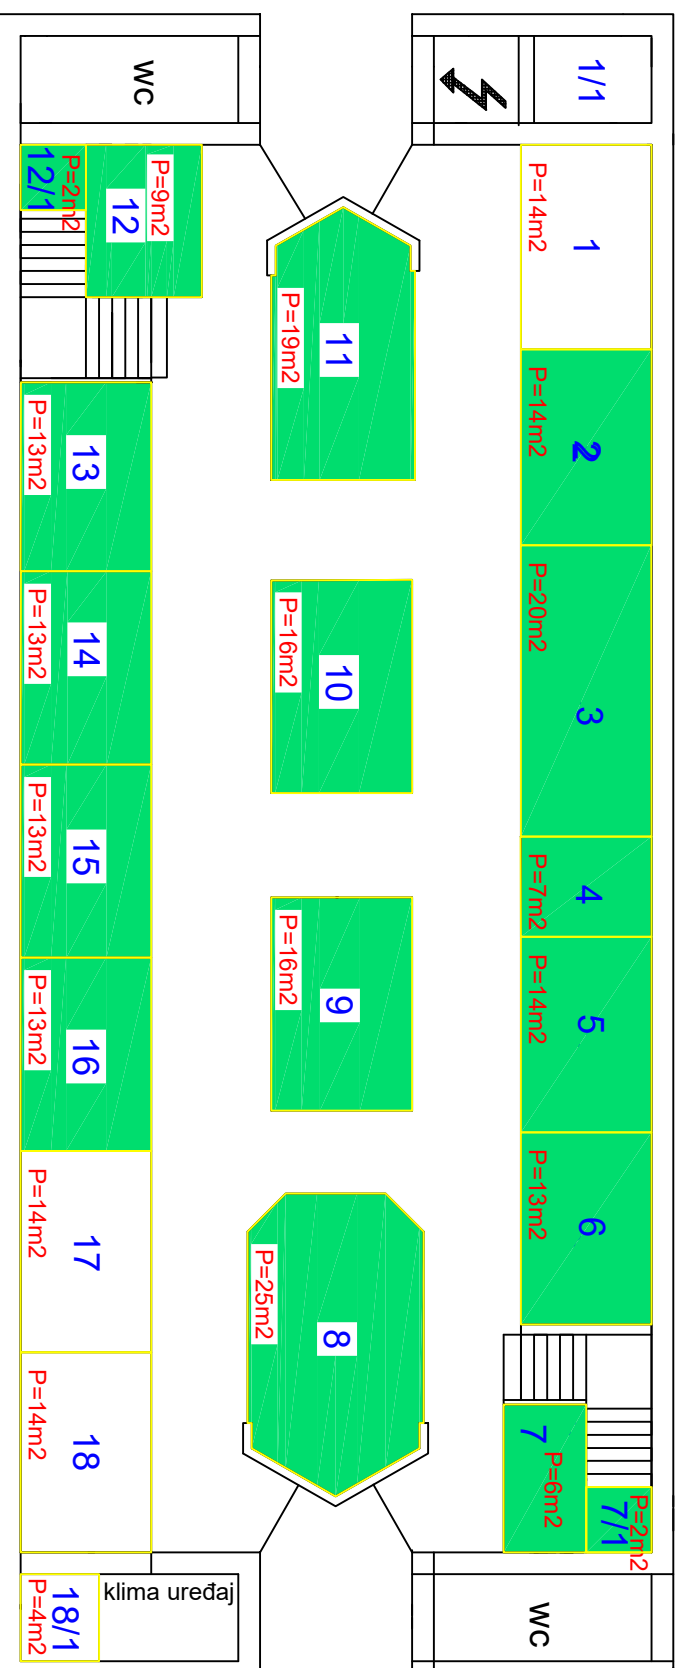 WC
1/1
12/1
P=2m2
12
P=9m2
1
P=14m2
11
P=19m2
2
P=14m2
13
P=13m2
3
P=20m2
14
P=13m2
10
P=16m2
15
P=13m2
4
P=7m2
9
P=16m2
5
P=14m2
16
P=13m2
6
P=13m2
17
P=14m2
8
P=25m2
18
P=14m2
7
P=6m2
7/1
P=2m2
18/1
P=4m2
klima uređaj
WC